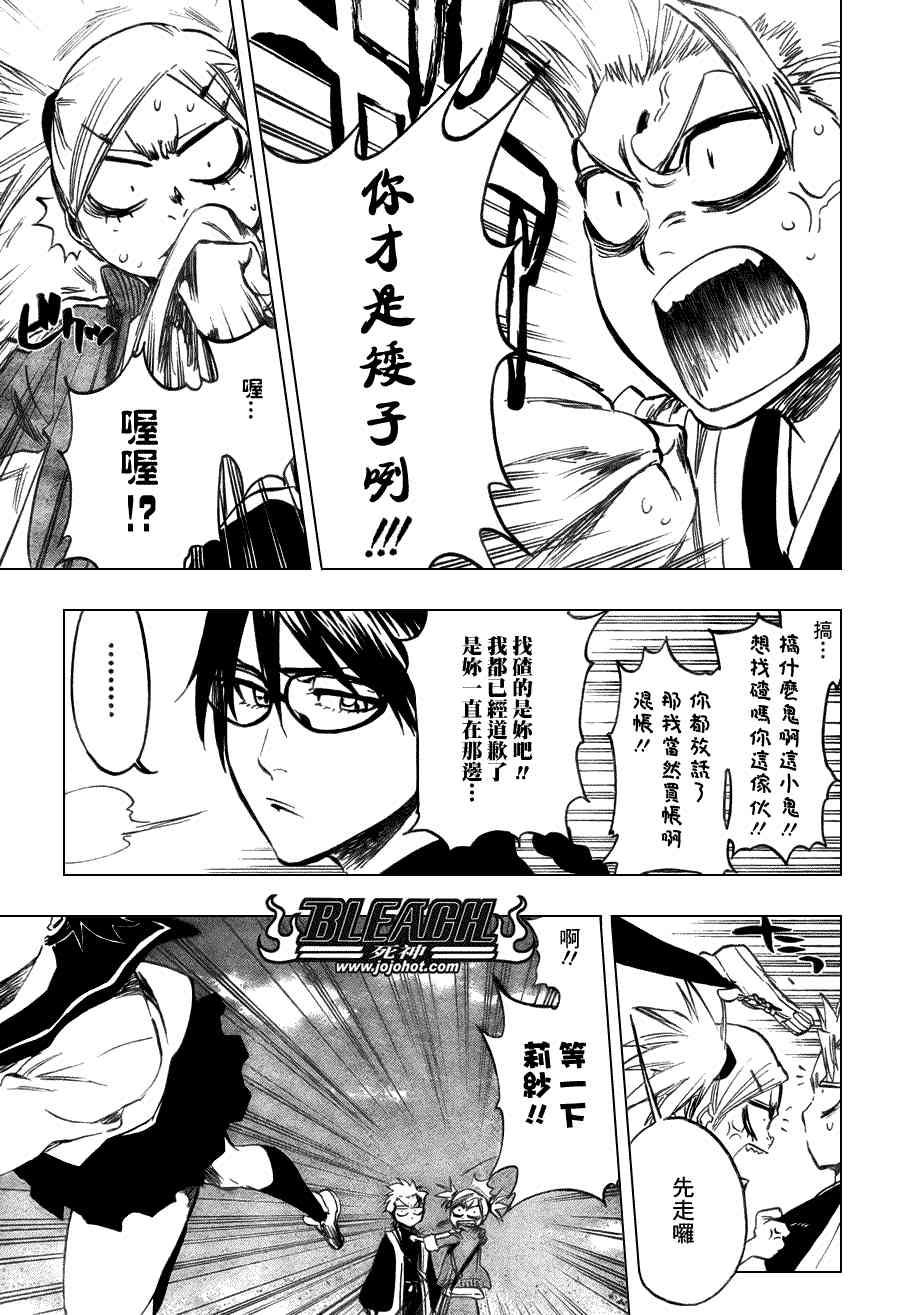 你才是矮子咧!!!
喔…
喔喔!?
ビクッ
搞…
搞什麼鬼啊這小鬼!!
想找碴嗎你這傢伙!!
你都放話了
那我當然買帳啊
混帳!!
找碴的是妳吧!!
我都已經道歉了
是妳一直在那邊…
………
先走囉
啊!!
等一下
莉紗!!
BLEACH
死神
www.jojohot.com